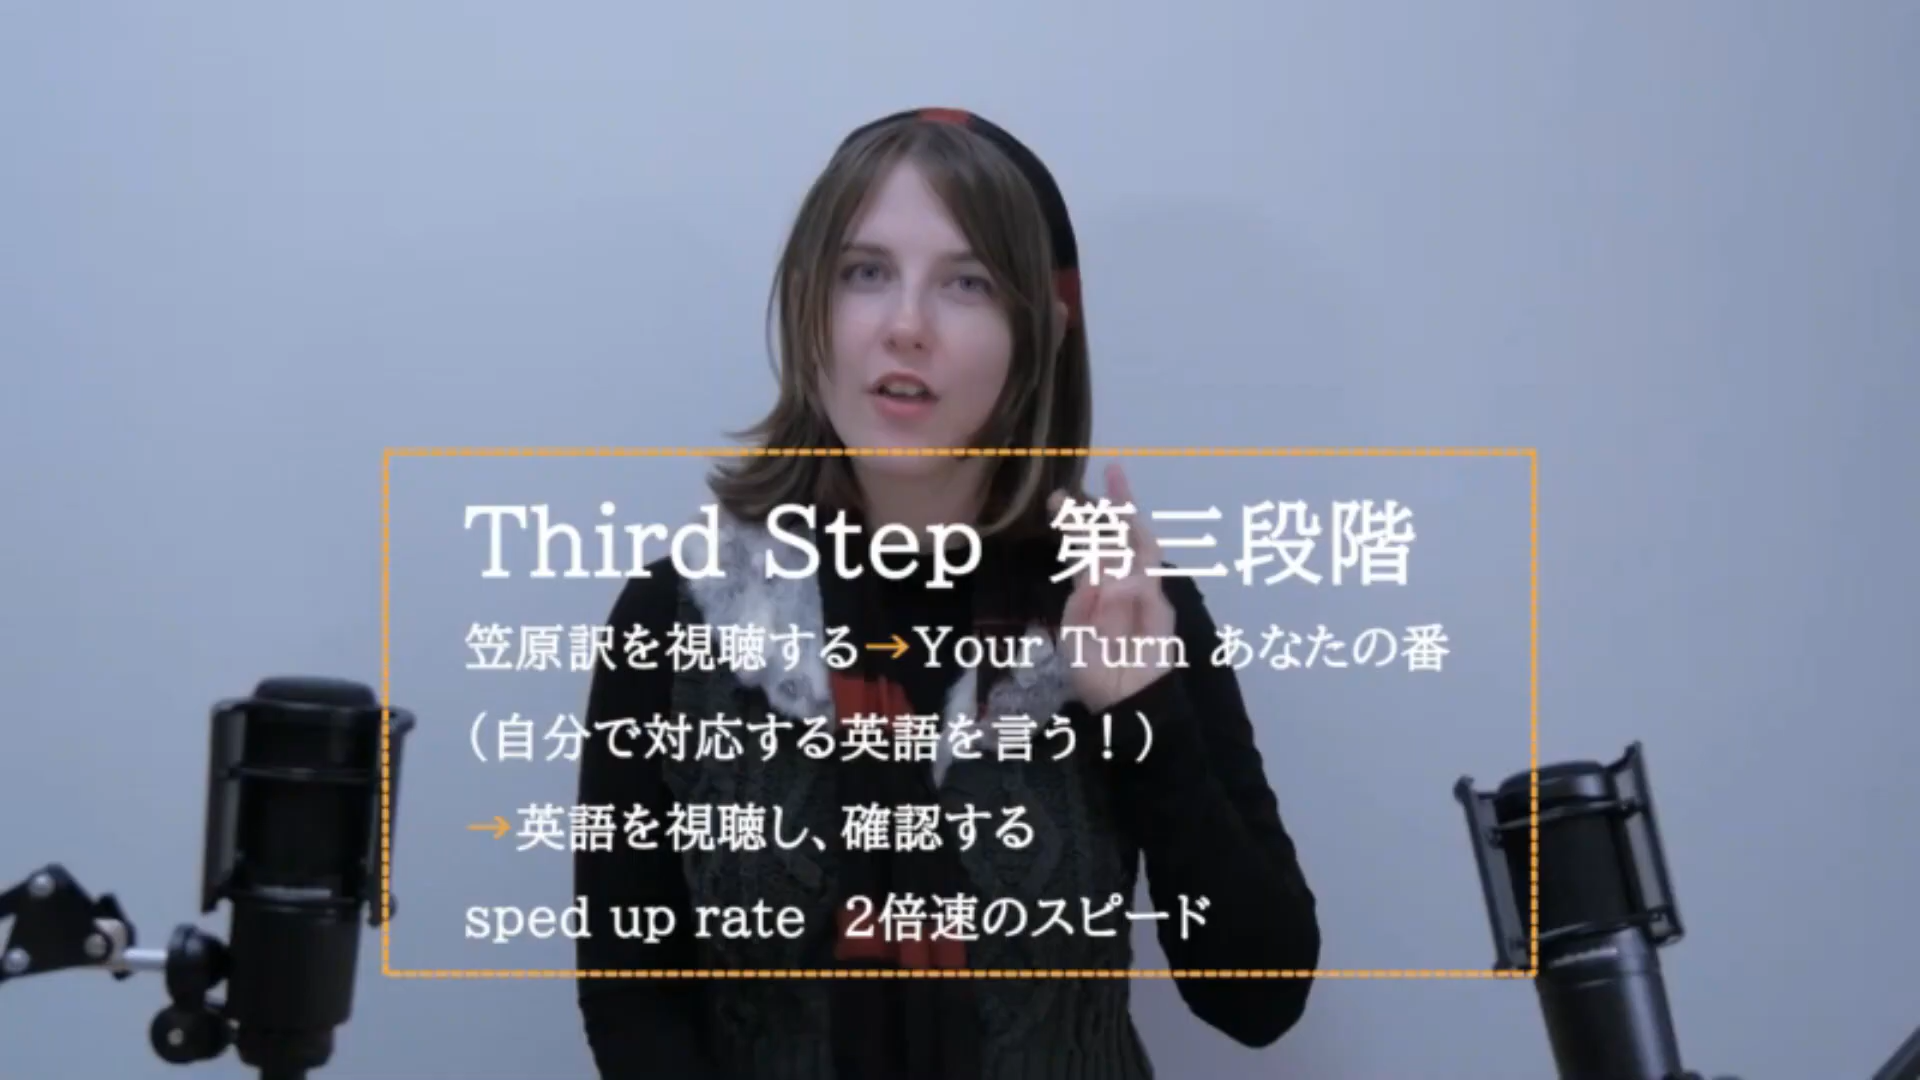 Third Step 第三段階
笠原訳を視聴する→Your Turn あなたの番
（自分で対応する英語を言う！）
→英語を視聴し、確認する
sped up rate 2倍速のスピード